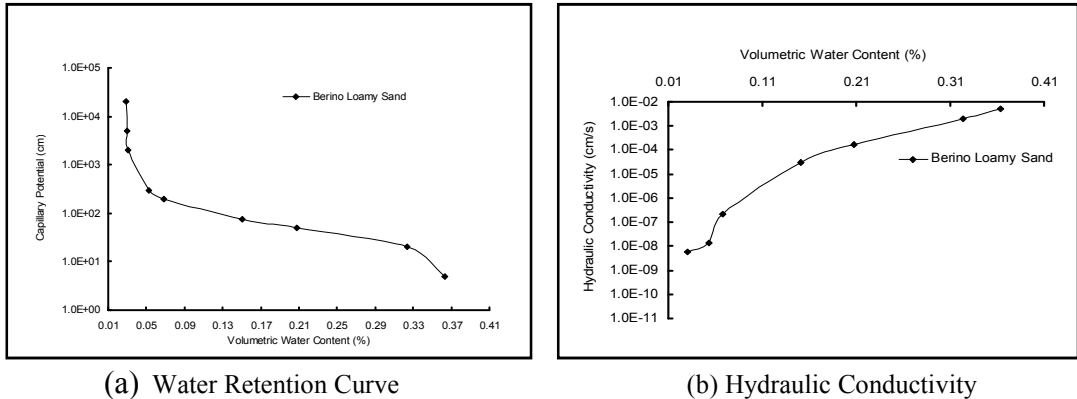 1.0E+05
1.0E+04
1.0E+03
1.0E+02
1.0E+01
1.0E+00
Capillary Potential (cm)
Berino Loamy Sand
0.01 0.05 0.09 0.13 0.17 0.21 0.25 0.29 0.33 0.37 0.41
Volumetric Water Content (%)
(a) Water Retention Curve
Volumetric Water Content (%)
0.01 0.11 0.21 0.31 0.41
1.0E-02
1.0E-03
1.0E-04
1.0E-05
1.0E-06
1.0E-07
1.0E-08
1.0E-09
1.0E-10
1.0E-11
Hydraulic Conductivity (cm/s)
Berino Loamy Sand
(b) Hydraulic Conductivity